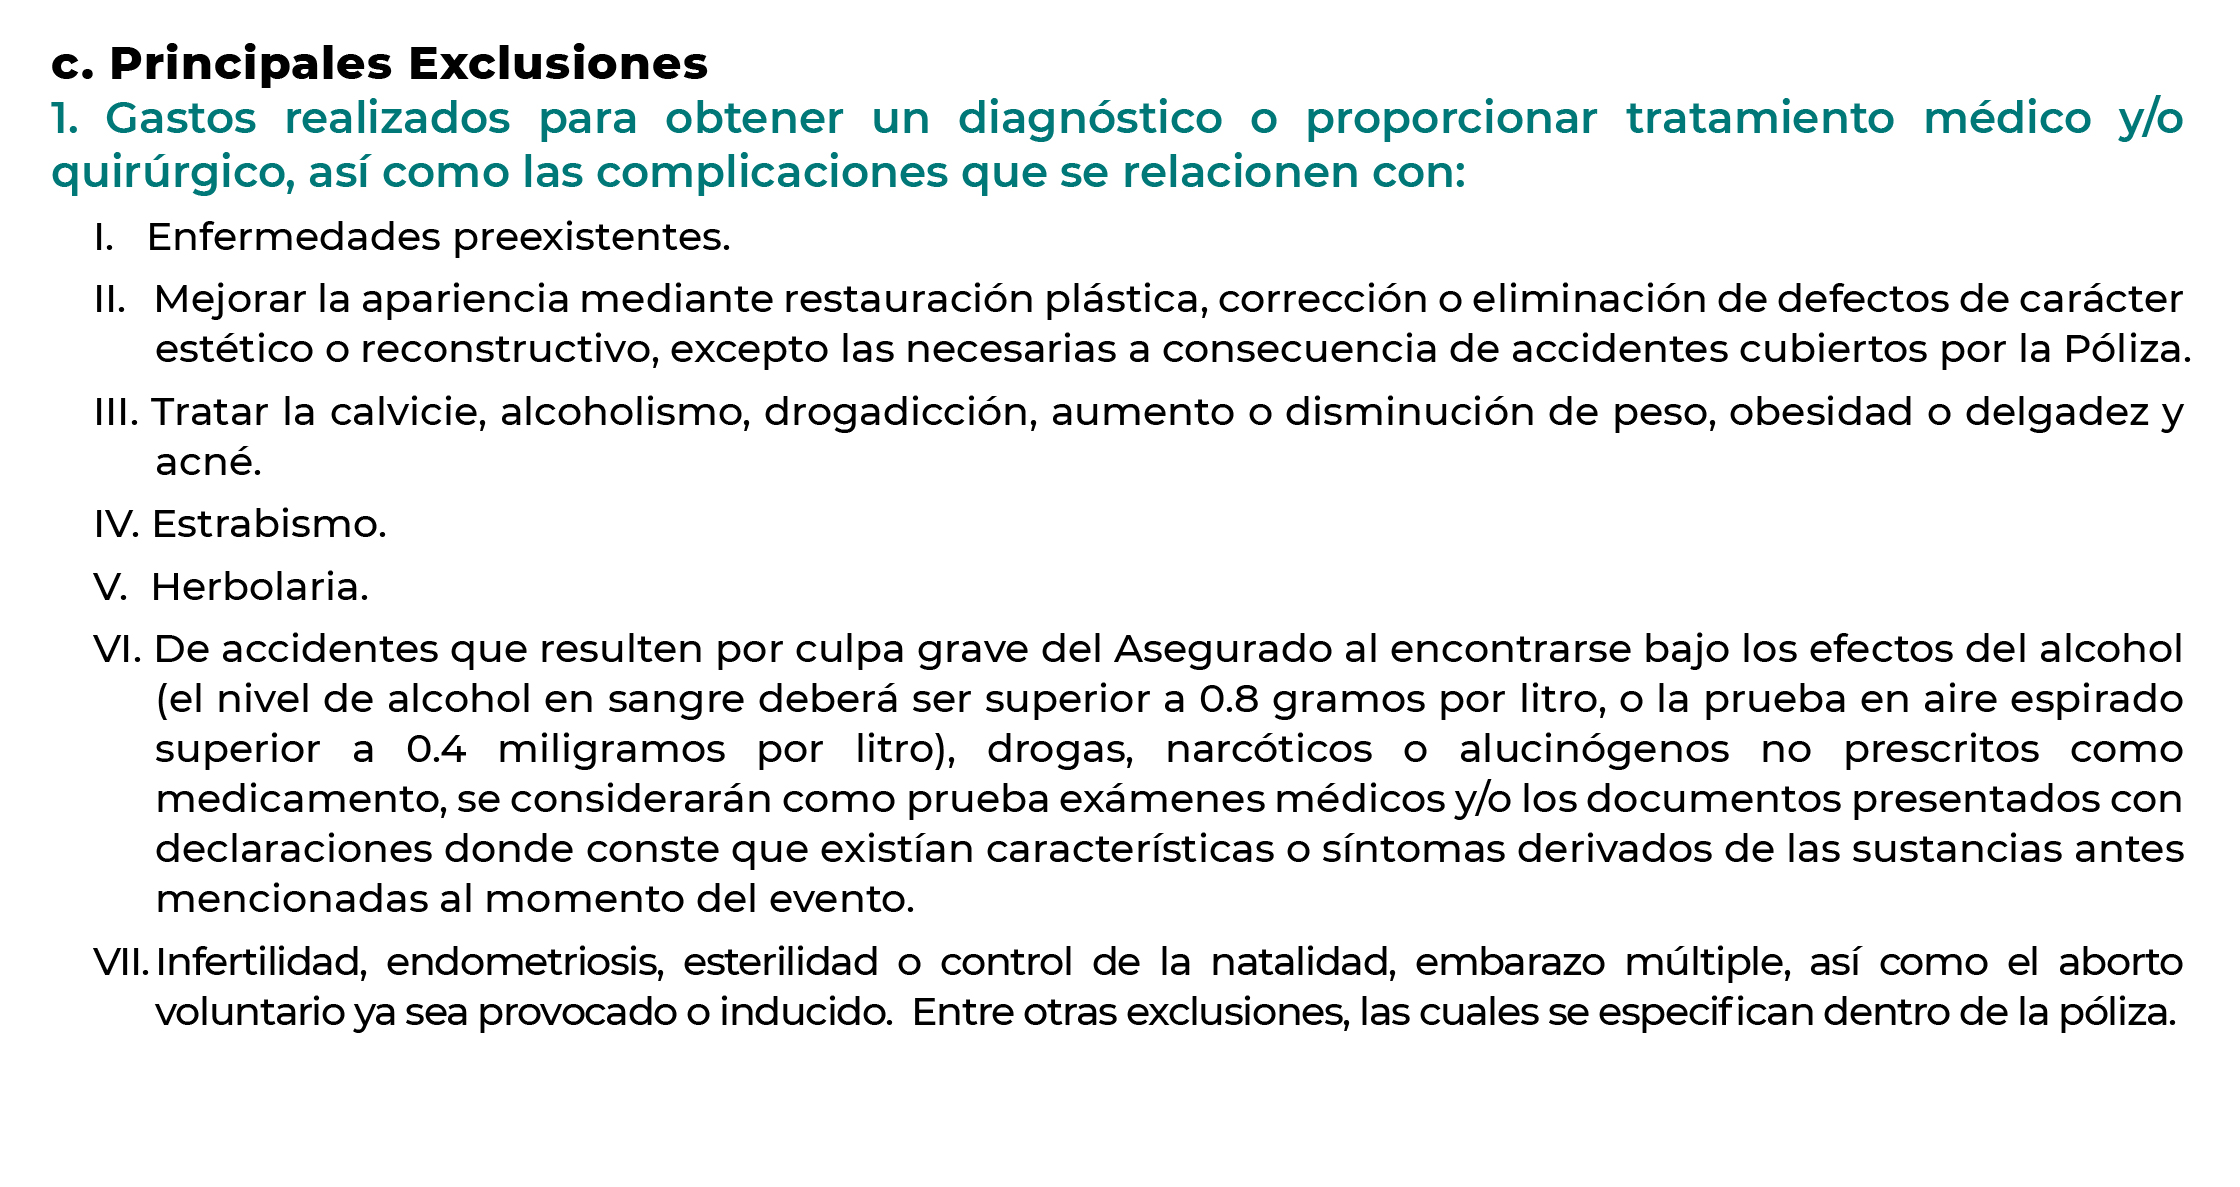 c. Principales Exclusiones
1. Gastos realizados para obtener un diagnóstico o proporcionar tratamiento médico y/o
quirúrgico, así como las complicaciones que se relacionen con:
I. Enfermedades preexistentes.
II. Mejorar la apariencia mediante restauración plástica, corrección o eliminación de defectos de carácter
estético o reconstructivo, excepto las necesarias a consecuencia de accidentes cubiertos por la Póliza.
III. Tratar la calvicie, alcoholismo, drogadicción, aumento o disminución de peso, obesidad o delgadez y
acné.
IV. Estrabismo.
V. Herbolaria.
VI. De accidentes que resulten por culpa grave del Asegurado al encontrarse bajo los efectos del alcohol
(el nivel de alcohol en sangre deberá ser superior a 0.8 gramos por litro, o la prueba en aire espirado
superior a 0.4 miligramos por litro), drogas, narcóticos o alucinógenos no prescritos como
medicamento, se considerarán como prueba exámenes médicos y/o los documentos presentados con
declaraciones donde conste que existían características o síntomas derivados de las sustancias antes
mencionadas al momento del evento.
VII. Infertilidad, endometriosis, esterilidad o control de la natalidad, embarazo múltiple, así como el aborto
voluntario ya sea provocado o inducido. Entre otras exclusiones, las cuales se especifican dentro de la póliza.